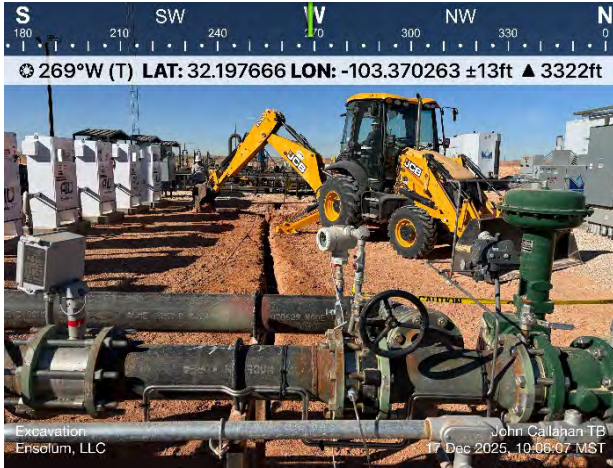 S SW W NW N
180 210 240 270 300 330 0
269°W (T) LAT: 32.197666 LON: -103.370263 ±13ft ▲ 3322ft
JCB
JCB
CAUTION
Excavation
Ensolum, LLC
John Callahan TB
17 Dec 2025, 10:06:07 MST